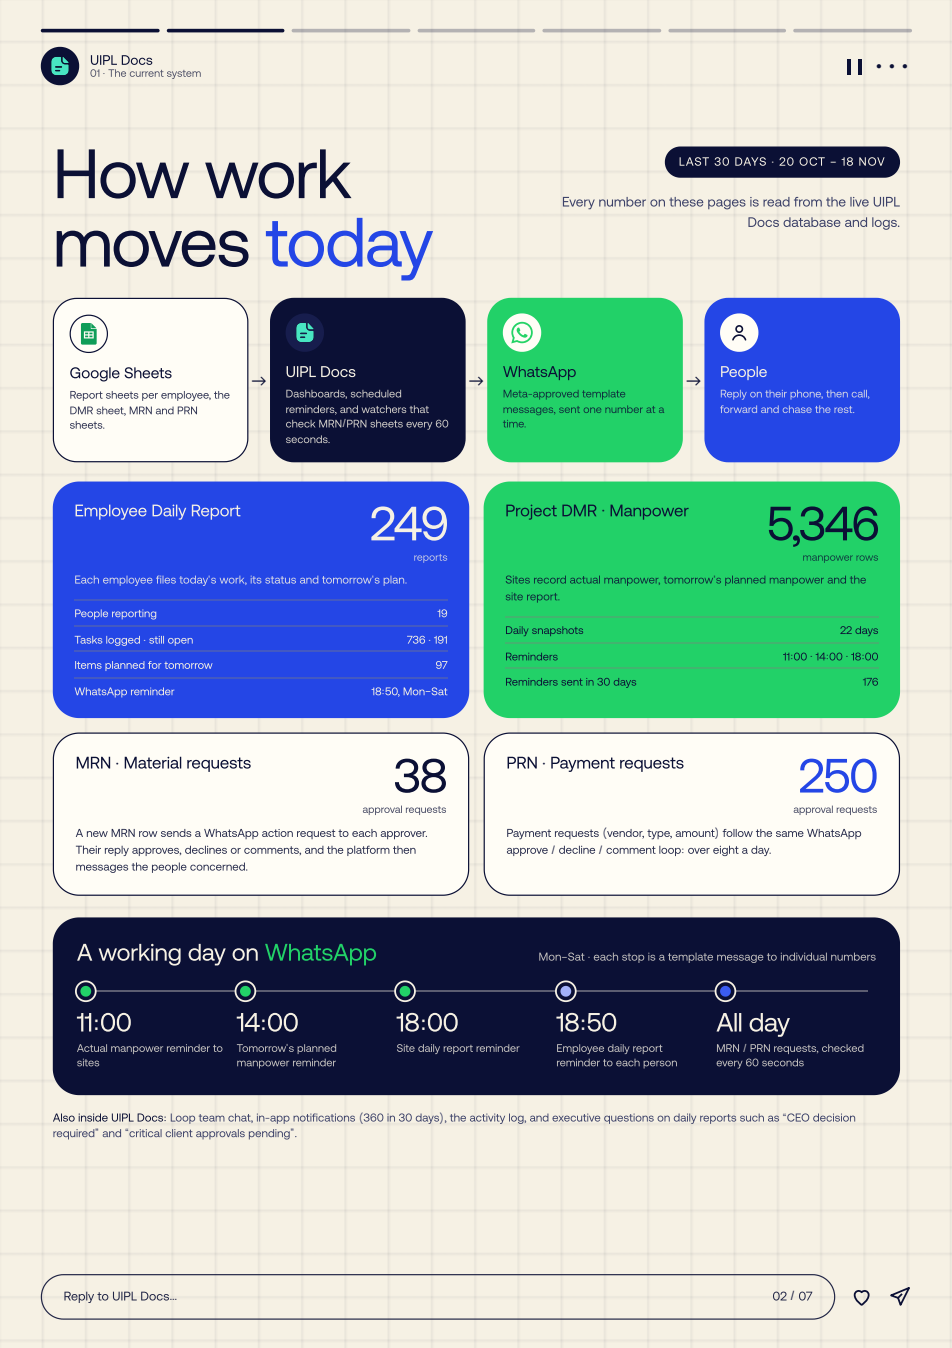 UIPL Docs
01 · The current system
How work
moves today
LAST 30 DAYS · 20 OCT – 18 NOV
Every number on these pages is read from the live UIPL
Docs database and logs.
Google Sheets
Report sheets per employee, the
DMR sheet, MRN and PRN
sheets.
→
UIPL Docs
Dashboards, scheduled
reminders, and watchers that
check MRN/PRN sheets every 60
seconds.
→
WhatsApp
Meta-approved template
messages, sent one number at a
time.
→
People
Reply on their phone, then call,
forward and chase the rest.
Employee Daily Report
249
reports
Each employee files today's work, its status and tomorrow's plan.
People reporting 19
Tasks logged · still open 736 · 191
Items planned for tomorrow 97
WhatsApp reminder 18:50, Mon–Sat
Project DMR · Manpower
5,346
manpower rows
Sites record actual manpower, tomorrow's planned manpower and the
site report.
Daily snapshots 22 days
Reminders 11:00 · 14:00 · 18:00
Reminders sent in 30 days 176
MRN · Material requests
38
approval requests
A new MRN row sends a WhatsApp action request to each approver.
Their reply approves, declines or comments, and the platform then
messages the people concerned.
PRN · Payment requests
250
approval requests
Payment requests (vendor, type, amount) follow the same WhatsApp
approve / decline / comment loop: over eight a day.
A working day on WhatsApp
Mon–Sat · each stop is a template message to individual numbers
11:00
Actual manpower reminder to
sites
14:00
Tomorrow's planned
manpower reminder
18:00
Site daily report reminder
18:50
Employee daily report
reminder to each person
All day
MRN / PRN requests, checked
every 60 seconds
Also inside UIPL Docs: Loop team chat, in-app notifications (360 in 30 days), the activity log, and executive questions on daily reports such as “CEO decision
required” and “critical client approvals pending”.
Reply to UIPL Docs...
02 / 07